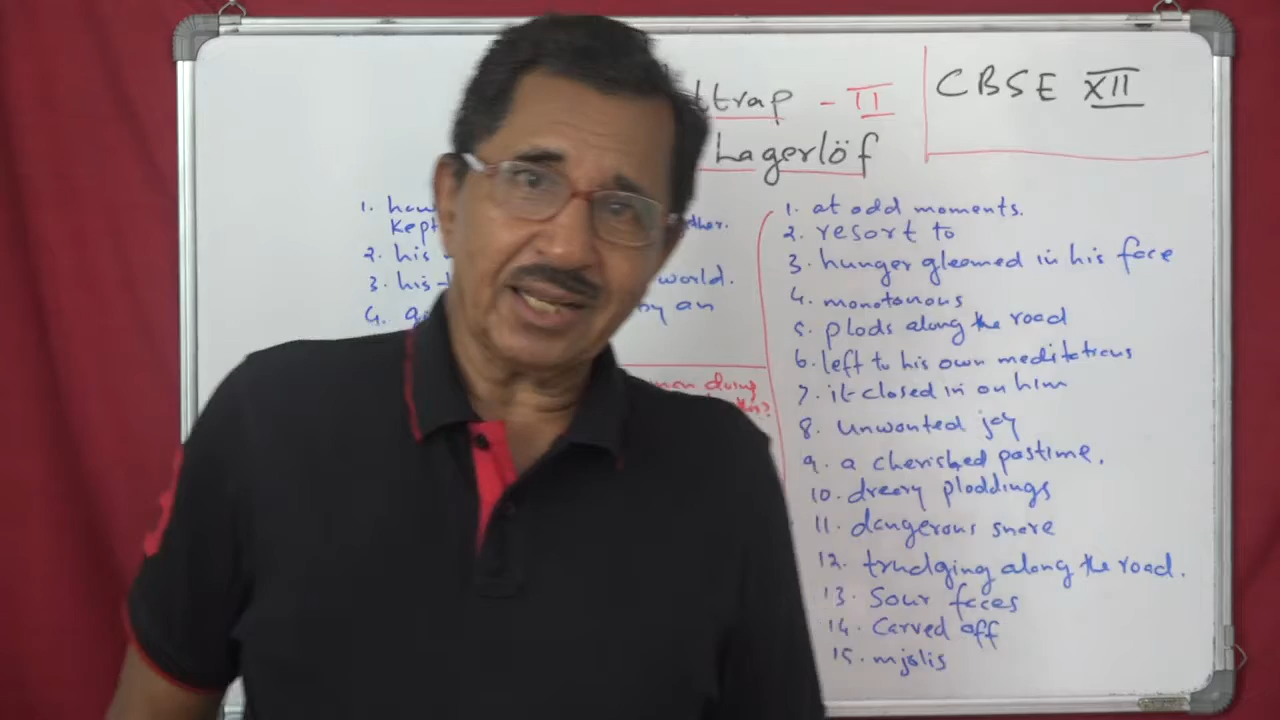 ttrap - II
Lagerlöf
CBSE XII
1.
Kept
2. his
3. his world.
4. by an
man doing
1. at odd moments.
2. resort to
3. hunger gleamed in his face
4. monotonous
5. plods along the road
6. left to his own meditations
7. it closed in on him
8. unwonted joy
9. a cherished pastime.
10. dreary ploddings
11. dangerous snare
12. trudging along the road.
13. Sour faces
14. Carved off
15. mjolis